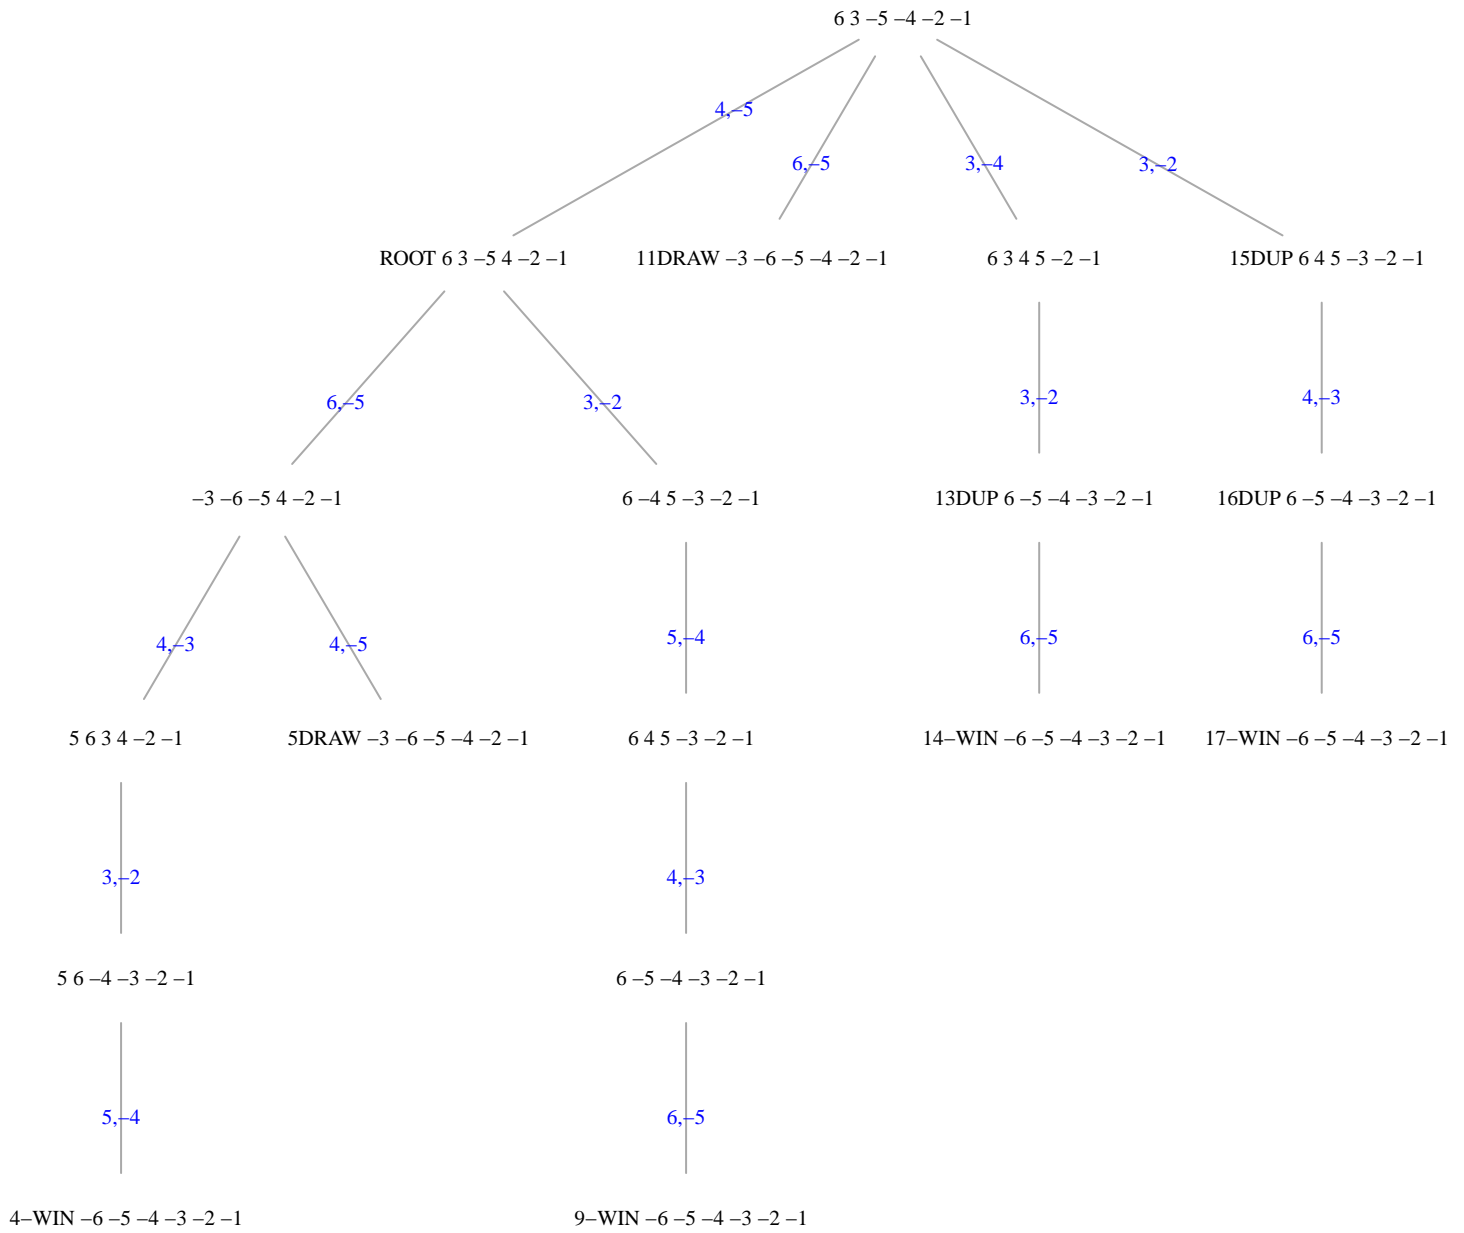 6 3 –5 –4 –2 –1
4,–5
6,–5
3,–4
3,–2
ROOT 6 3 –5 4 –2 –1
11DRAW –3 –6 –5 –4 –2 –1
6 3 4 5 –2 –1
15DUP 6 4 5 –3 –2 –1
6,–5
3,–2
3,–2
4,–3
–3 –6 –5 4 –2 –1
6 –4 5 –3 –2 –1
13DUP 6 –5 –4 –3 –2 –1
16DUP 6 –5 –4 –3 –2 –1
4,–3
4,–5
5,–4
6,–5
6,–5
5 6 3 4 –2 –1
5DRAW –3 –6 –5 –4 –2 –1
6 4 5 –3 –2 –1
14–WIN –6 –5 –4 –3 –2 –1
17–WIN –6 –5 –4 –3 –2 –1
3,–2
4,–3
5 6 –4 –3 –2 –1
6 –5 –4 –3 –2 –1
5,–4
6,–5
4–WIN –6 –5 –4 –3 –2 –1
9–WIN –6 –5 –4 –3 –2 –1